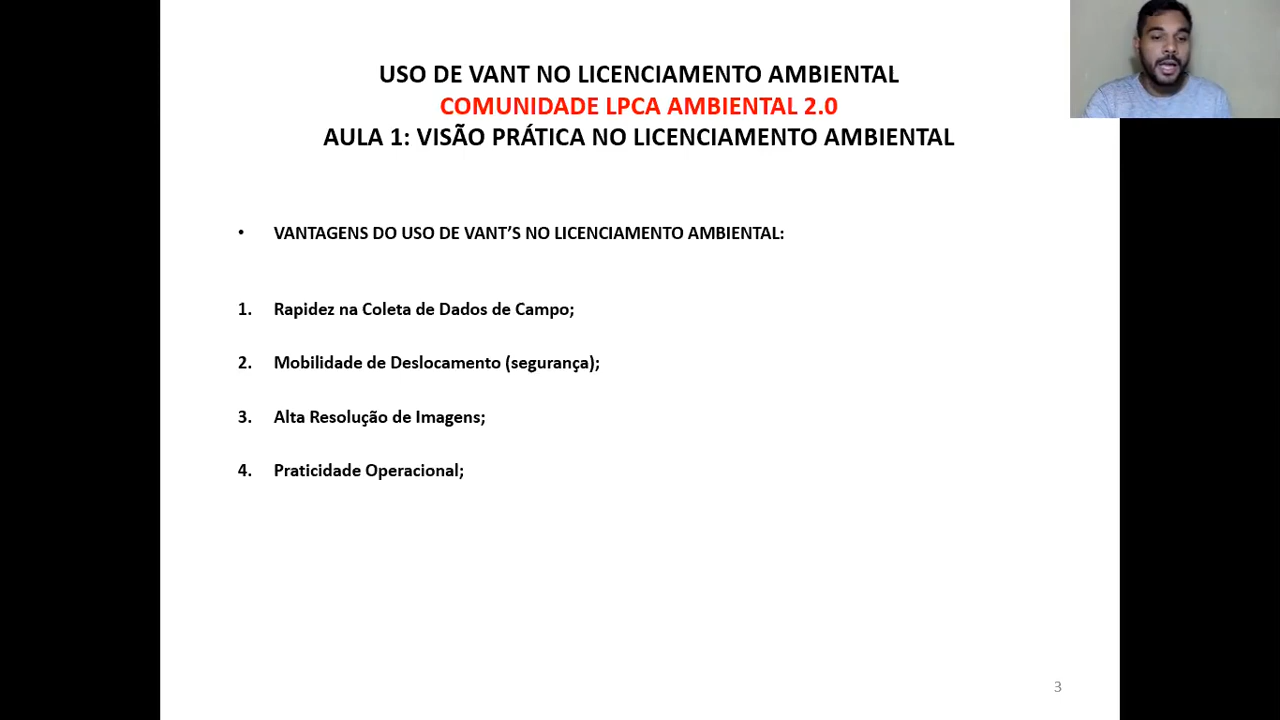 USO DE VANT NO LICENCIAMENTO AMBIENTAL
COMUNIDADE LPCA AMBIENTAL 2.0
AULA 1: VISÃO PRÁTICA NO LICENCIAMENTO AMBIENTAL
• VANTAGENS DO USO DE VANT’S NO LICENCIAMENTO AMBIENTAL:
1. Rapidez na Coleta de Dados de Campo;
2. Mobilidade de Deslocamento (segurança);
3. Alta Resolução de Imagens;
4. Praticidade Operacional;
3